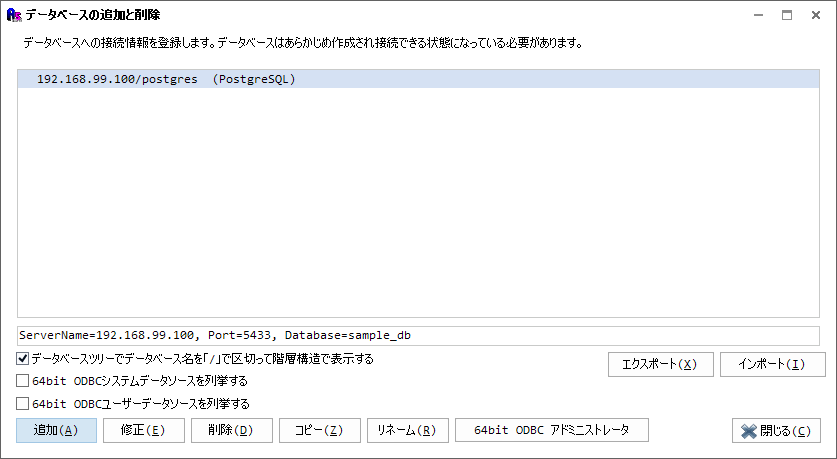 データベースの追加と削除
データベースへの接続情報を登録します。データベースはあらかじめ作成され接続できる状態になっている必要があります。
192.168.99.100/postgres (PostgreSQL)
ServerName=192.168.99.100, Port=5433, Database=sample_db
データベースツリーでデータベース名を「/」で区切って階層構造で表示する
エクスポート(X) インポート(I)
64bit ODBCシステムデータソースを列挙する
64bit ODBCユーザーデータソースを列挙する
追加(A) 修正(E) 削除(D) コピー(Z) リネーム(R) 64bit ODBC アドミニストレータ 閉じる(C)